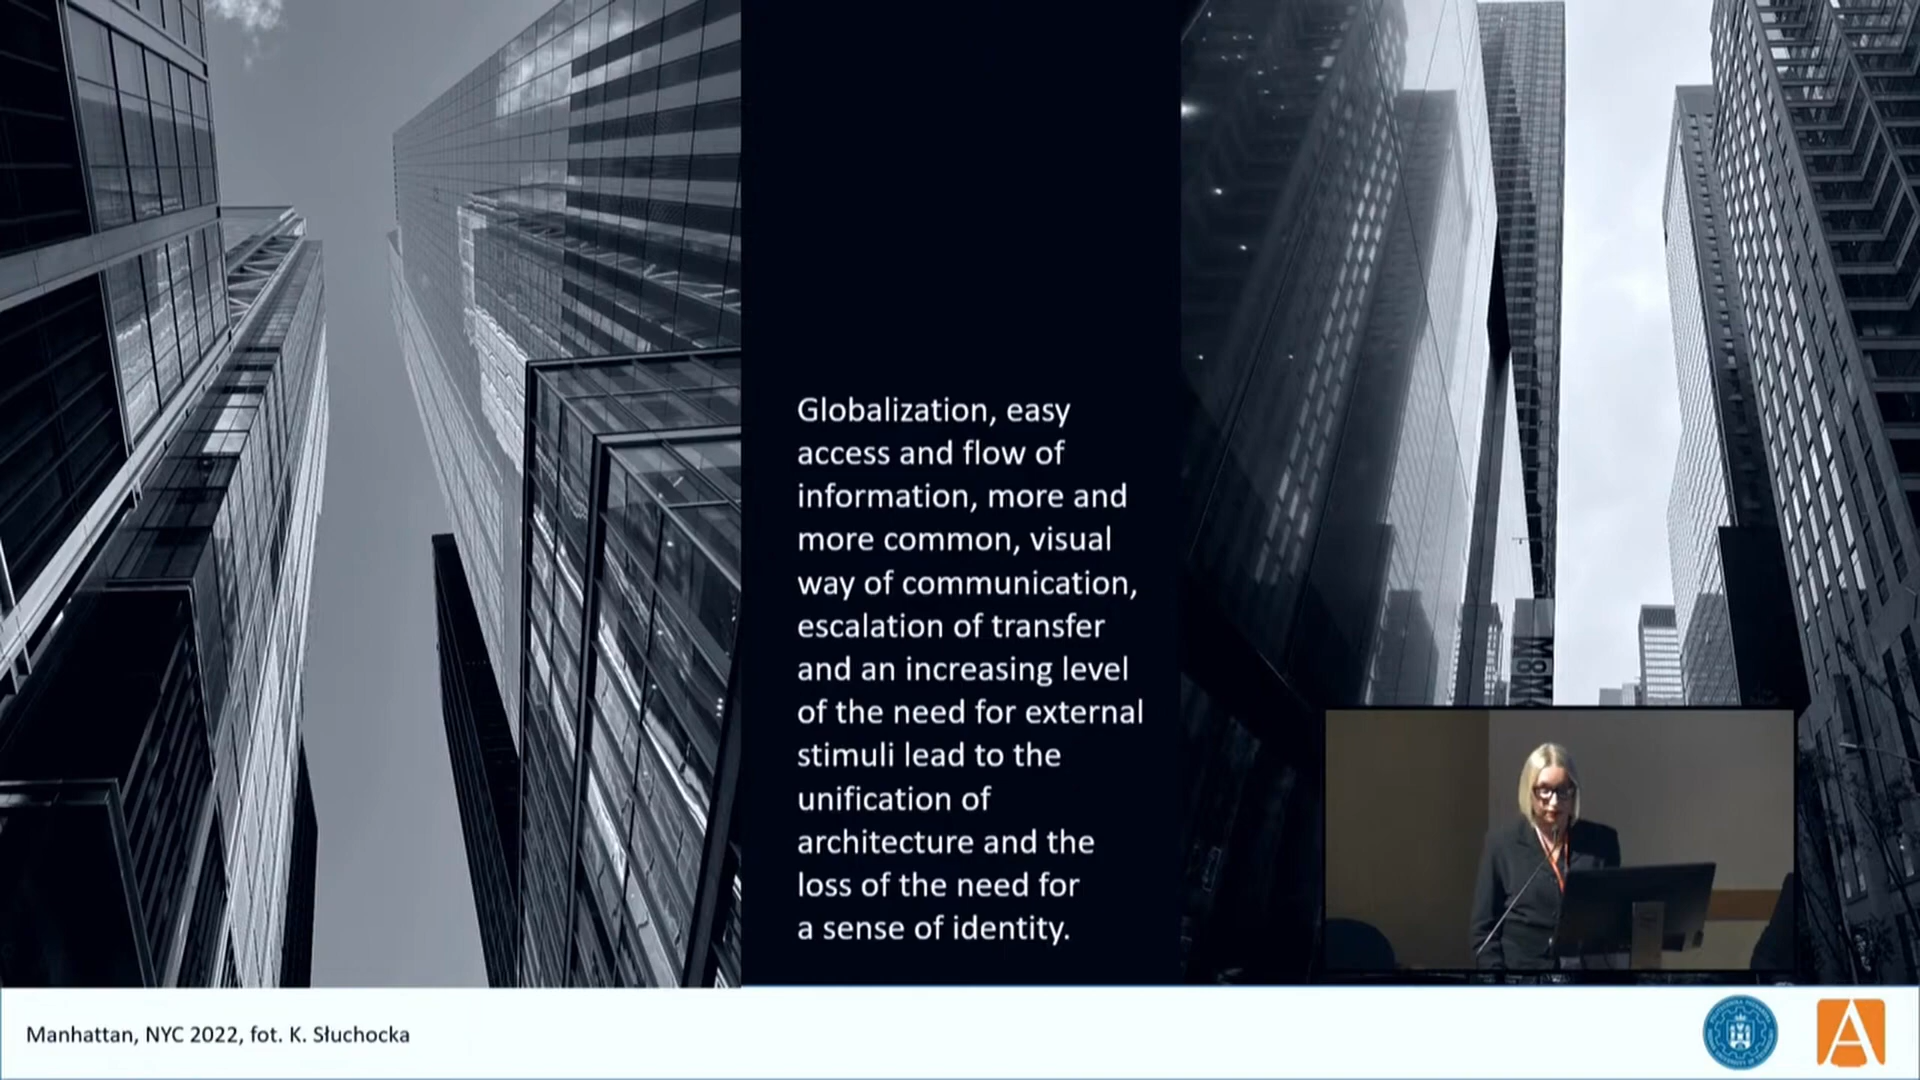 Globalization, easy
access and flow of
information, more and
more common, visual
way of communication,
escalation of transfer
and an increasing level
of the need for external
stimuli lead to the
unification of
architecture and the
loss of the need for
a sense of identity.
Manhattan, NYC 2022, fot. K. Słuchocka
A